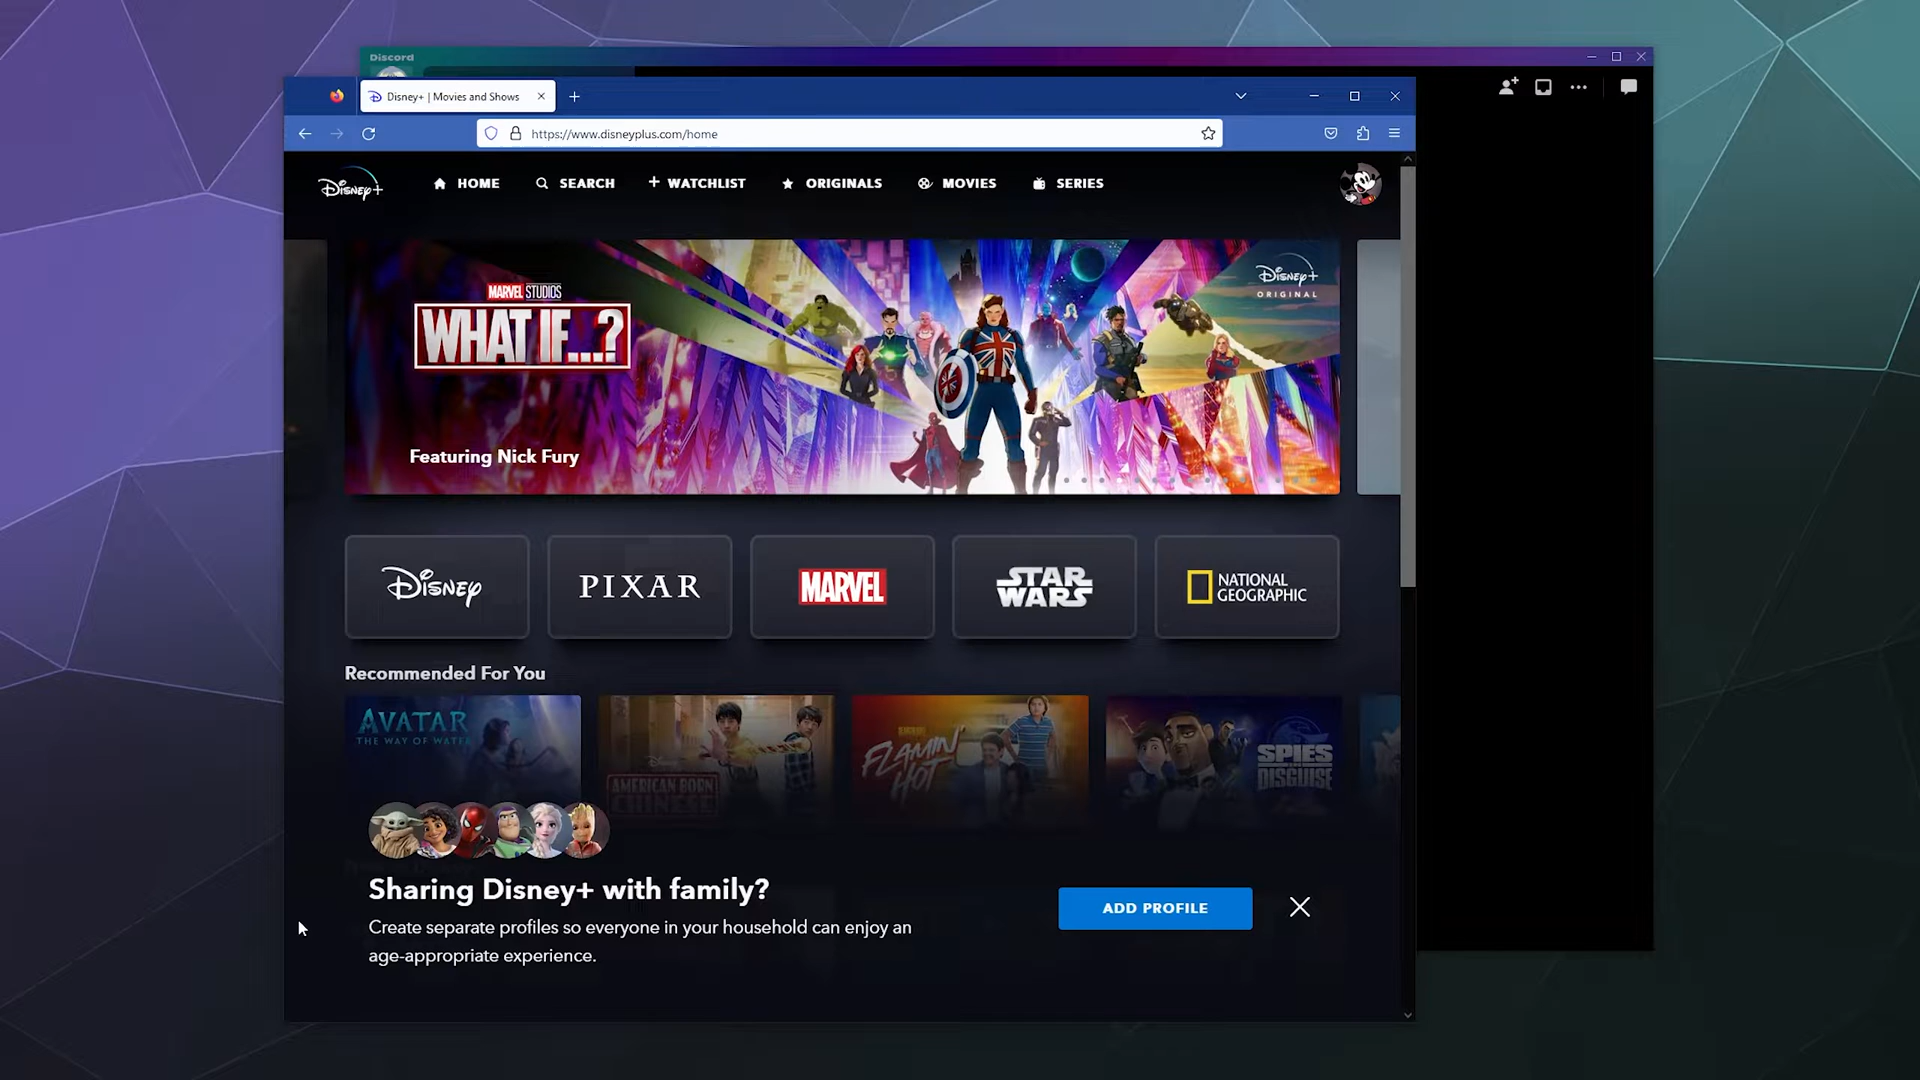 Discord
Disney+ | Movies and Shows
https://www.disneyplus.com/home
Disney+
HOME
SEARCH
WATCHLIST
ORIGINALS
MOVIES
SERIES
MARVEL STUDIOS
WHAT IF...?
Disney+
ORIGINAL
Featuring Nick Fury
Disney
PIXAR
MARVEL
STAR
WARS
NATIONAL
GEOGRAPHIC
Recommended For You
AVATAR
THE WAY OF WATER
Disney
AMERICAN BORN
CHINESE
FLAMIN'
HOT
SPIES
DISGUISE
Sharing Disney+ with family?
Create separate profiles so everyone in your household can enjoy an
age-appropriate experience.
ADD PROFILE